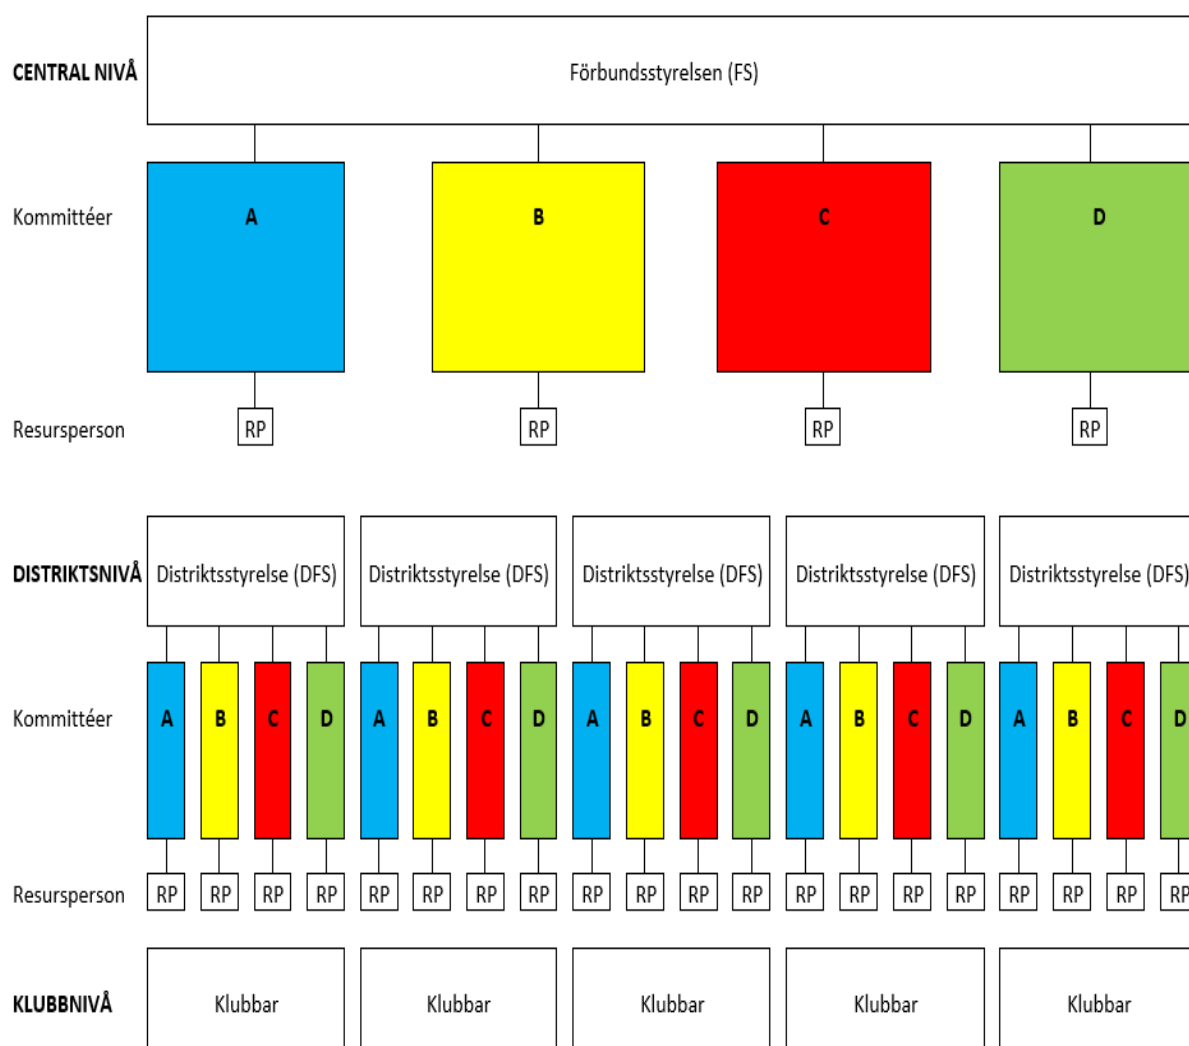 CENTRAL NIVÅ Förbundsstyrelsen (FS)
Kommittéer A B C D
Resursperson RP RP RP RP
DISTRIKTSNIVÅ Distriktsstyrelse (DFS) Distriktsstyrelse (DFS) Distriktsstyrelse (DFS) Distriktsstyrelse (DFS) Distriktsstyrelse (DFS)
Kommittéer A B C D A B C D A B C D A B C D A B C D
Resursperson RP RP RP RP RP RP RP RP RP RP RP RP RP RP RP RP RP RP RP RP
KLUBBNIVÅ Klubbar Klubbar Klubbar Klubbar Klubbar